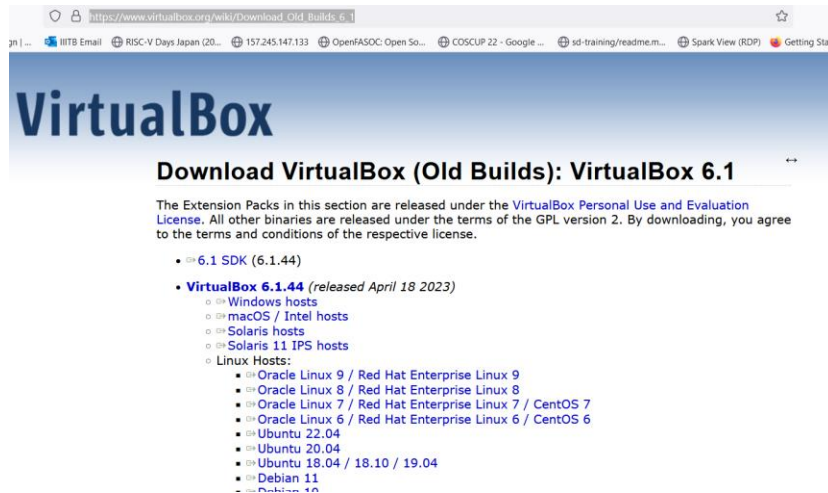 https://www.virtualbox.org/wiki/Download_Old_Builds_6_1
gn | ... IIITB Email RISC-V Days Japan (20... 157.245.147.133 OpenFASOC: Open So... COSCUP 22 - Google ... sd-training/readme.m... Spark View (RDP) Getting Sta
VirtualBox
Download VirtualBox (Old Builds): VirtualBox 6.1
The Extension Packs in this section are released under the VirtualBox Personal Use and Evaluation
License. All other binaries are released under the terms of the GPL version 2. By downloading, you agree
to the terms and conditions of the respective license.
6.1 SDK (6.1.44)
VirtualBox 6.1.44 (released April 18 2023)
Windows hosts
macOS / Intel hosts
Solaris hosts
Solaris 11 IPS hosts
Linux Hosts:
Oracle Linux 9 / Red Hat Enterprise Linux 9
Oracle Linux 8 / Red Hat Enterprise Linux 8
Oracle Linux 7 / Red Hat Enterprise Linux 7 / CentOS 7
Oracle Linux 6 / Red Hat Enterprise Linux 6 / CentOS 6
Ubuntu 22.04
Ubuntu 20.04
Ubuntu 18.04 / 18.10 / 19.04
Debian 11
Debian 10